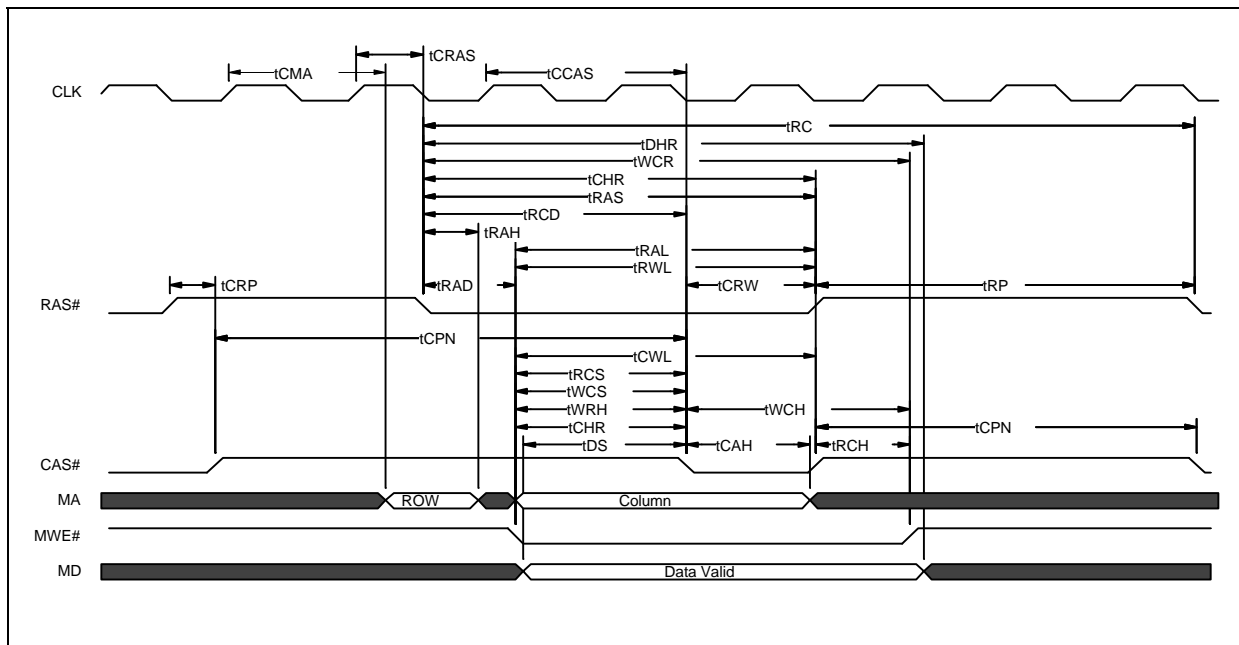 tCRAS
tCMA
tCCAS
CLK
tRC
tDHR
tWCR
tCHR
tRAS
tRCD
tRAH
tRAL
tRWL
tCRP
tRAD
tCRW
tRP
RAS#
tCPN
tCWL
tRCS
tWCS
tWRH
tWCH
tCHR
tCPN
tDS
tCAH
tRCH
CAS#
MA
ROW
Column
MWE#
MD
Data Valid